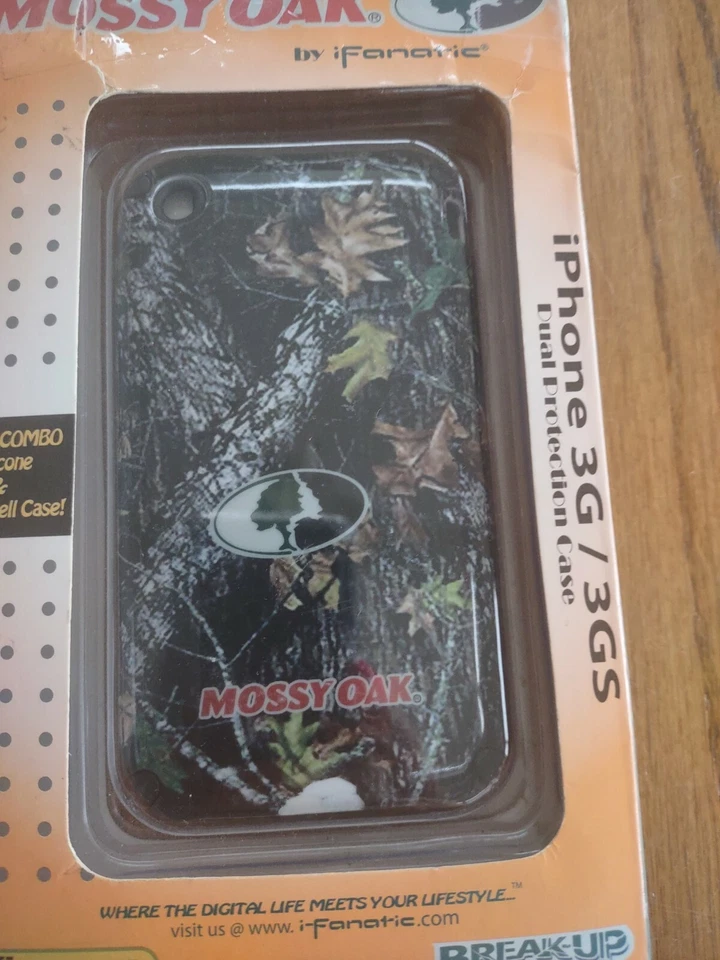 MOSSY OAK®
by iFanatic®
iPhone 3G / 3GS
Dual Protection Case
COMBO
cone
&
ell Case!
MOSSY OAK®
WHERE THE DIGITAL LIFE MEETS YOUR LIFESTYLE...™
visit us @ www. i-Fanatic.com
BREAK-UP